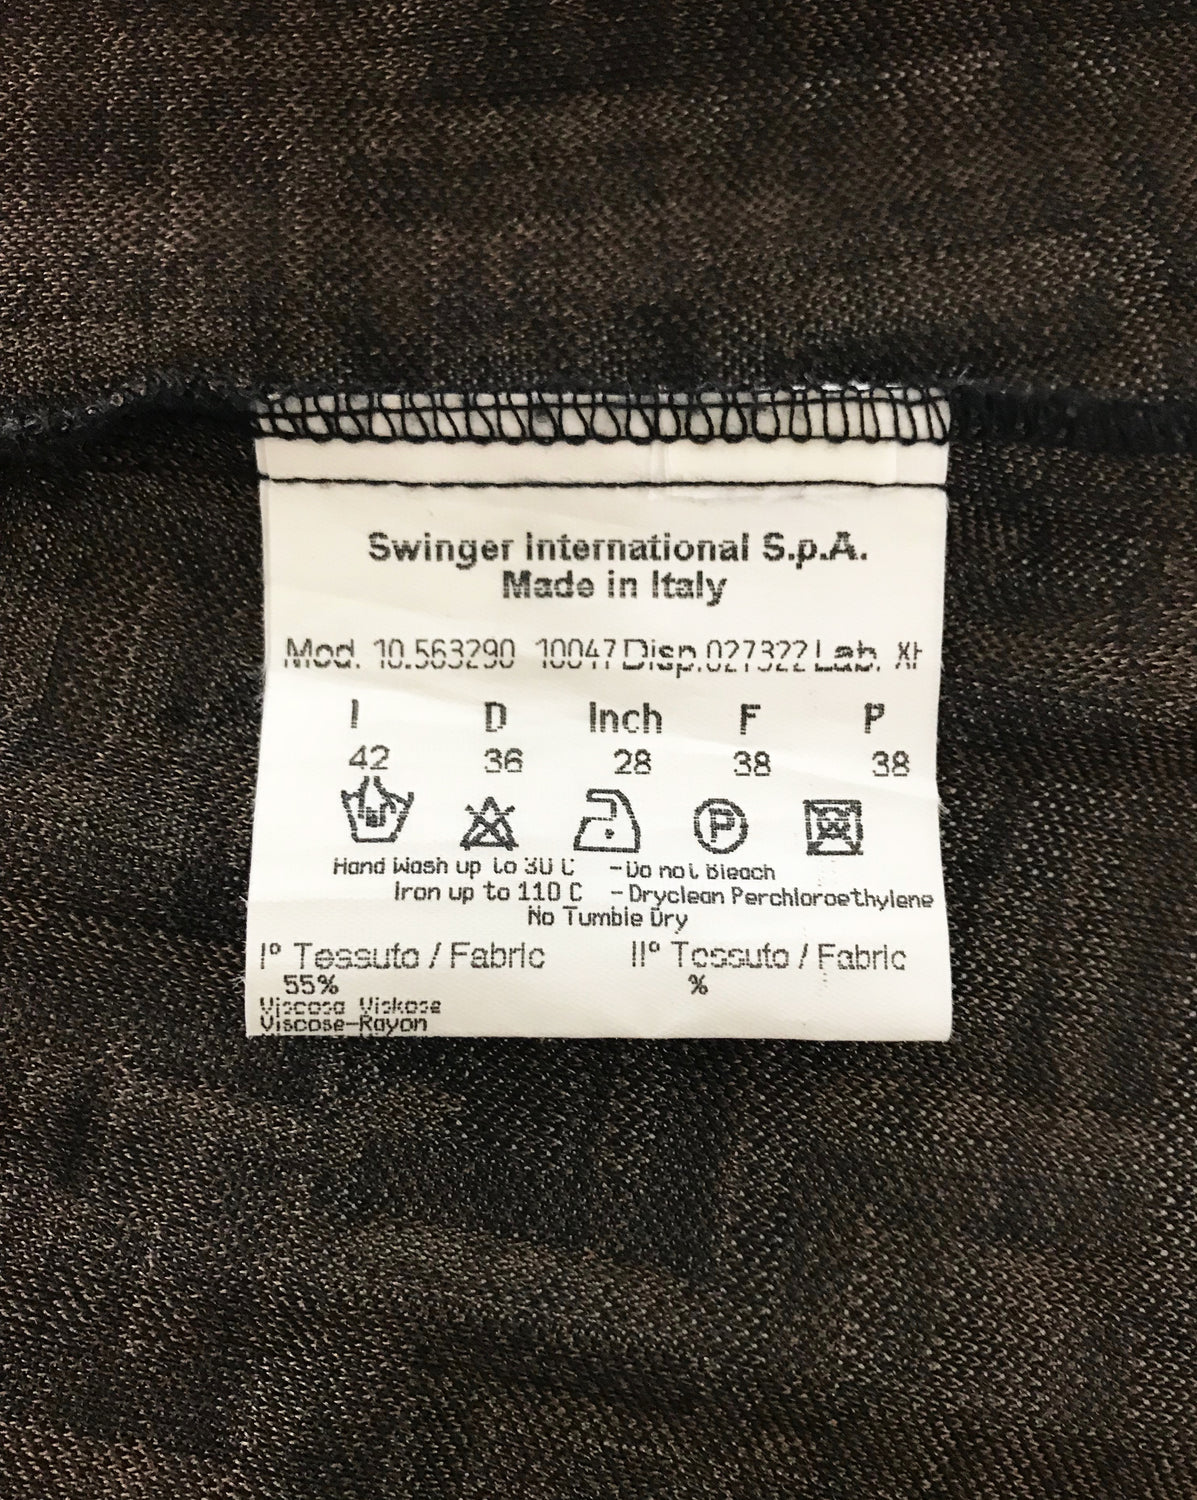 Swinger International S.p.A.
Made in Italy
Mod. 10.563290 10047 Disp.027322 Lab.
I D Inch F P
42 36 28 38 38
P
Hand Wash up to 30 C - Do not Bleach
Iron up to 110 C - Dryclean Perchloroethylene
No Tumble Dry
I° Tessuto / Fabric II° Tessuto / Fabric
55% %
Viscosa Viskose
Viscose-Rayon